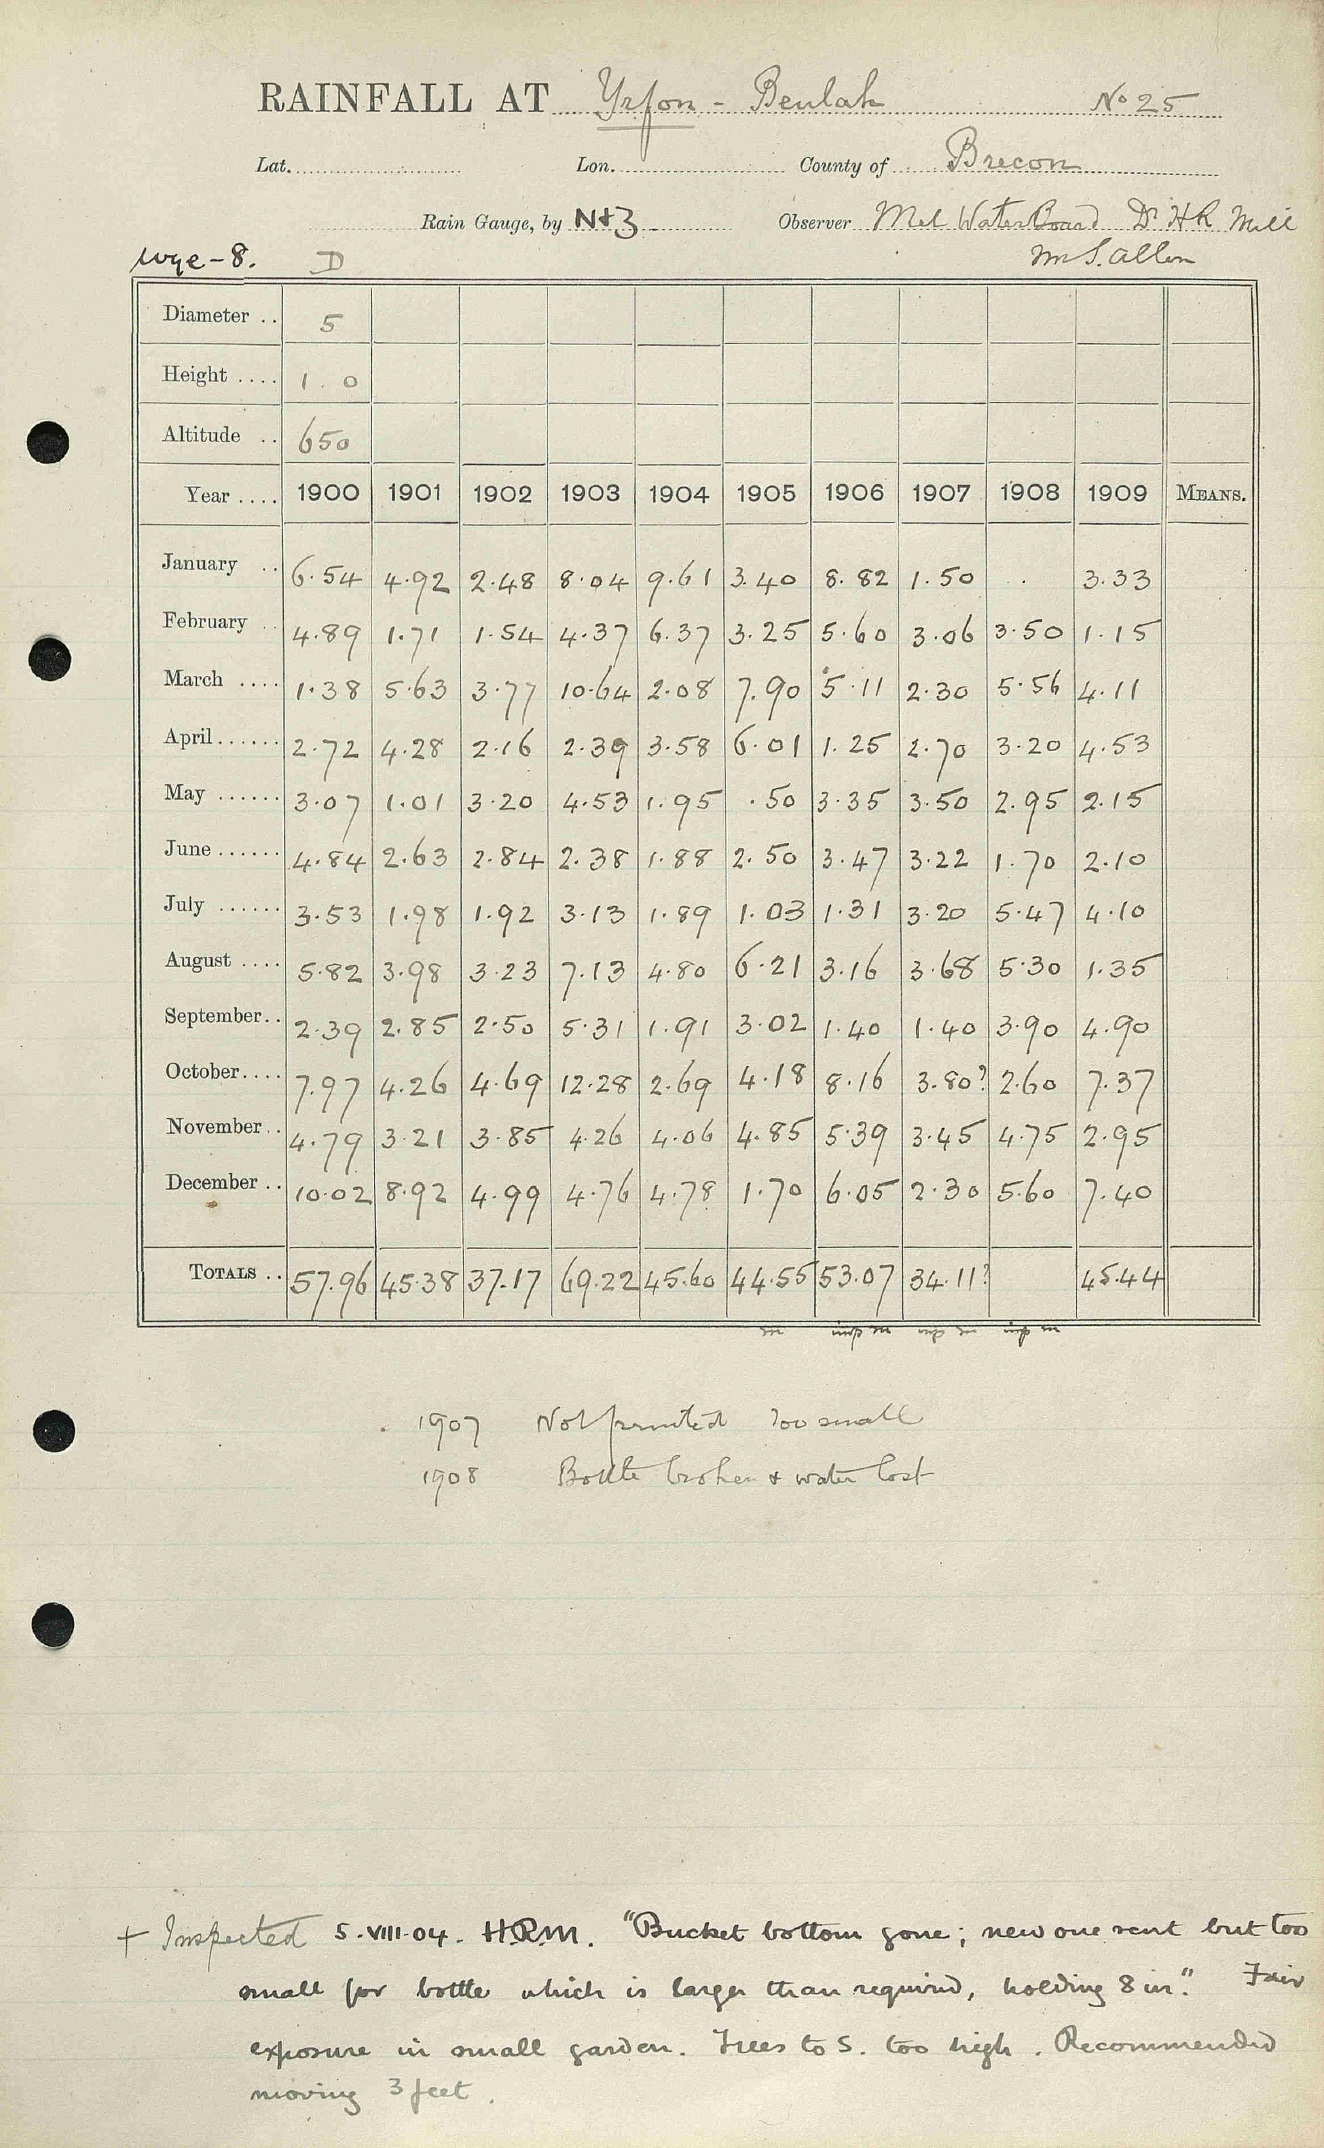 RAINFALL AT Yrfon - Beulah No 25
Lat. Lon. County of Brecon
Rain Gauge, by N+3 Observer Met Water Board Dr H R Mill
Wye-8. D Mr S. Allen
Diameter .. 5
Height .... 1. 0
Altitude .. 650
Year .... 1900 1901 1902 1903 1904 1905 1906 1907 1908 1909 MEANS.
January .. 6.54 4.92 2.48 8.04 9.61 3.40 8.82 1.50 . 3.33
February .. 4.89 1.71 1.54 4.37 6.37 3.25 5.60 3.06 3.50 1.15
March .... 1.38 5.63 3.77 10.64 2.08 7.90 5.11 2.30 5.56 4.11
April...... 2.72 4.28 2.16 2.39 3.58 6.01 1.25 2.70 3.20 4.53
May ...... 3.07 1.01 3.20 4.53 1.95 .50 3.35 3.50 2.95 2.15
June ...... 4.84 2.63 2.84 2.38 1.88 2.50 3.47 3.22 1.70 2.10
July ...... 3.53 1.98 1.92 3.13 1.89 1.03 1.31 3.20 5.47 4.10
August .... 5.82 3.98 3.23 7.13 4.80 6.21 3.16 3.68 5.30 1.35
September.. 2.39 2.85 2.50 5.31 1.91 3.02 1.40 1.40 3.90 4.90
October.... 7.97 4.26 4.69 12.28 2.69 4.18 8.16 3.80? 2.60 7.37
November.. 4.79 3.21 3.85 4.26 4.06 4.85 5.39 3.45 4.75 2.95
December .. 10.02 8.92 4.99 4.76 4.78 1.70 6.05 2.30 5.60 7.40
TOTALS .. 57.96 45.38 37.17 69.22 45.60 44.55 53.07 34.11? 45.44
1907 Not printed too small
1908 Bottle broken & water lost
+ Inspected 5.VIII.04. HRM. "Bucket bottom gone; new one sent but too
small for bottle which is larger than required, holding 8 in." Fair
exposure in small garden. Trees to S. too high. Recommended
moving 3 feet.